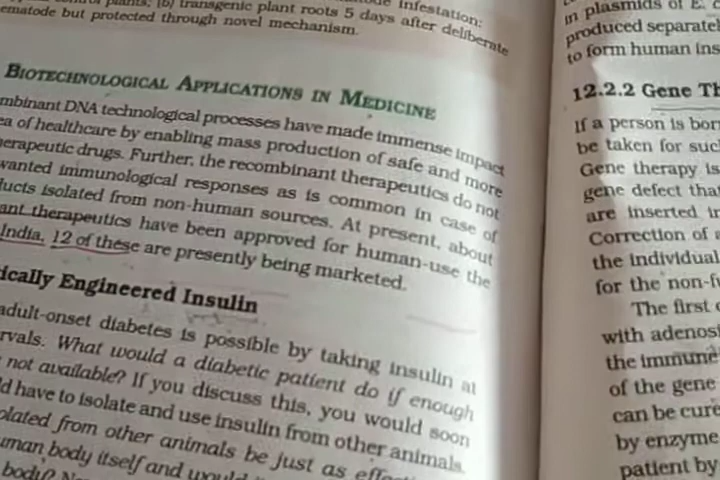 control plants; (b) transgenic plant roots 5 days after deliberate infestation:
ematode but protected through novel mechanism.
BIOTECHNOLOGICAL APPLICATIONS IN MEDICINE
mbinant DNA technological processes have made immense impact
ea of healthcare by enabling mass production of safe and more
herapeutic drugs. Further, the recombinant therapeutics do not
wanted immunological responses as is common in case of
ducts isolated from non-human sources. At present, about
ant therapeutics have been approved for human-use the
India, 12 of these are presently being marketed.
ically Engineered Insulin
adult-onset diabetes is possible by taking insulin at
rvals. What would a diabetic patient do if enough
not available? If you discuss this, you would soon
ld have to isolate and use insulin from other animals.
olated from other animals be just as
uman body itself and would
body?
in plasmids of E.
produced separatel
to form human ins
12.2.2 Gene Th
If a person is bor
be taken for suc
Gene therapy is
gene defect tha
are inserted in
Correction of a
the individual
for the non-f
The first
with adenosi
the immune
of the gene
can be cure
by enzyme
patient by